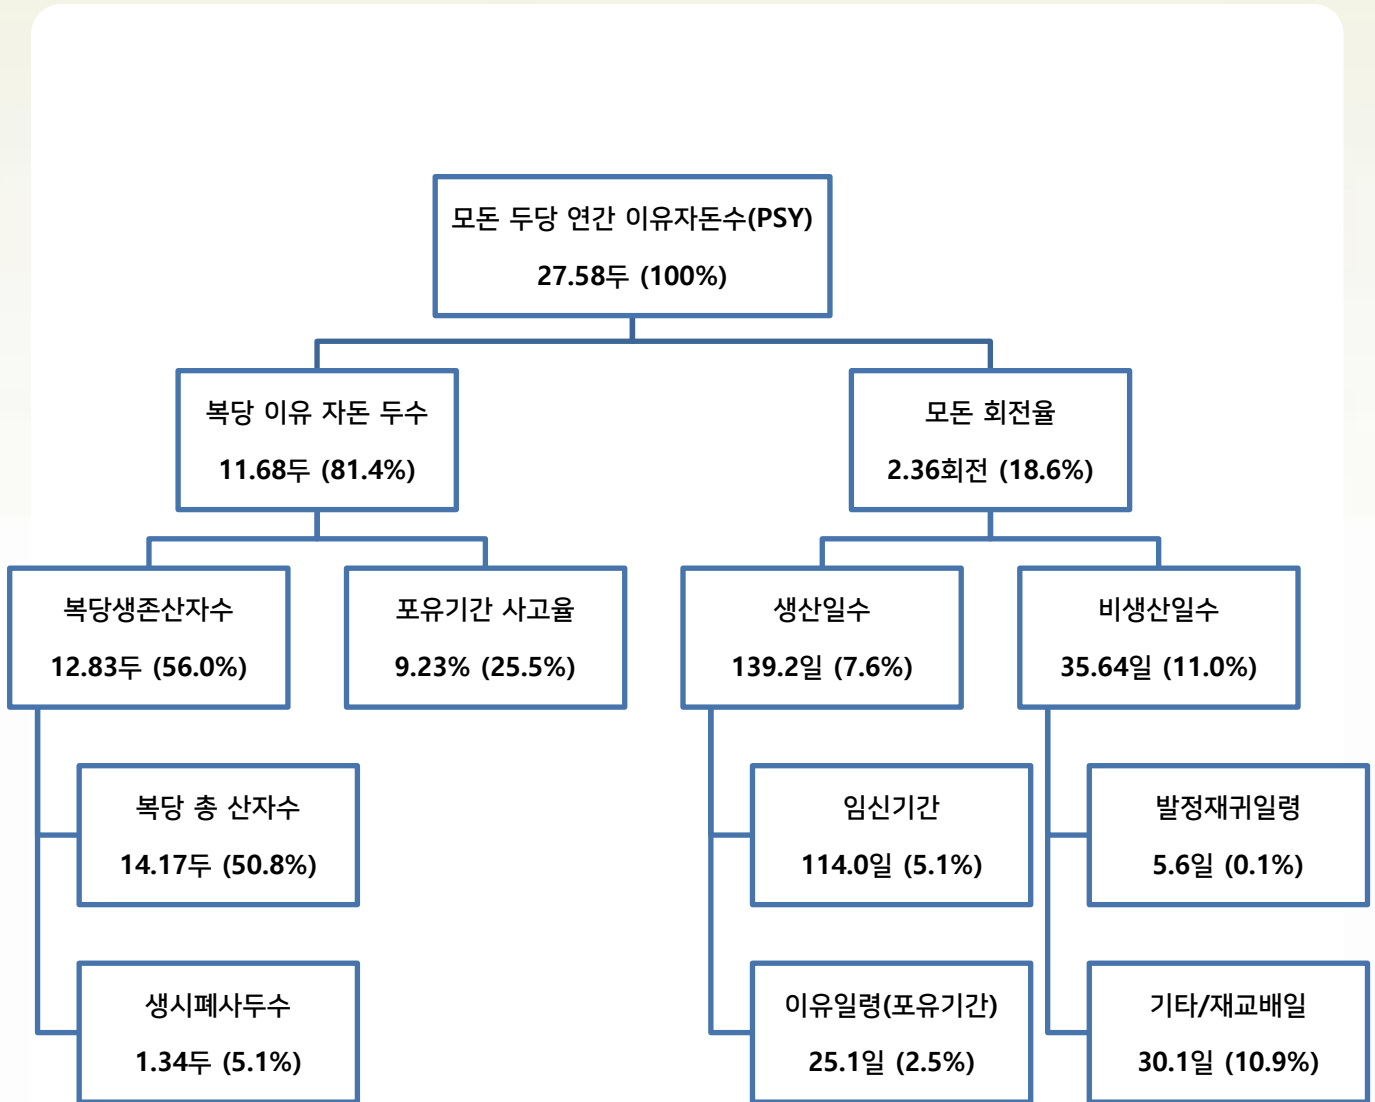 모돈 두당 연간 이유자돈수(PSY)
27.58두 (100%)
복당 이유 자돈 두수
11.68두 (81.4%)
모돈 회전율
2.36회전 (18.6%)
복당생존산자수
12.83두 (56.0%)
포유기간 사고율
9.23% (25.5%)
생산일수
139.2일 (7.6%)
비생산일수
35.64일 (11.0%)
복당 총 산자수
14.17두 (50.8%)
임신기간
114.0일 (5.1%)
발정재귀일령
5.6일 (0.1%)
생시폐사두수
1.34두 (5.1%)
이유일령(포유기간)
25.1일 (2.5%)
기타/재교배일
30.1일 (10.9%)